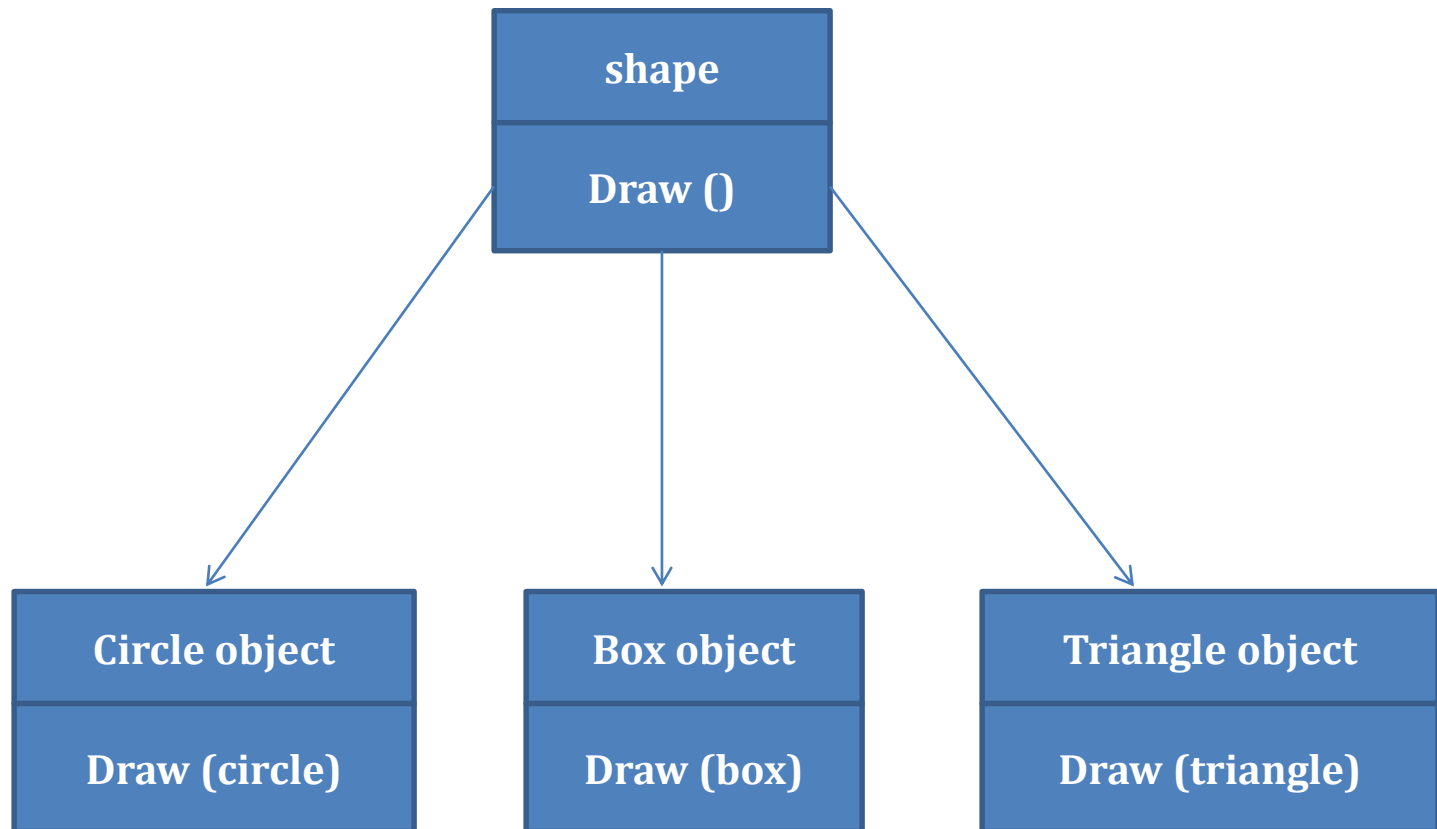 shape
Draw ()
Circle object
Box object
Triangle object
Draw (circle)
Draw (box)
Draw (triangle)